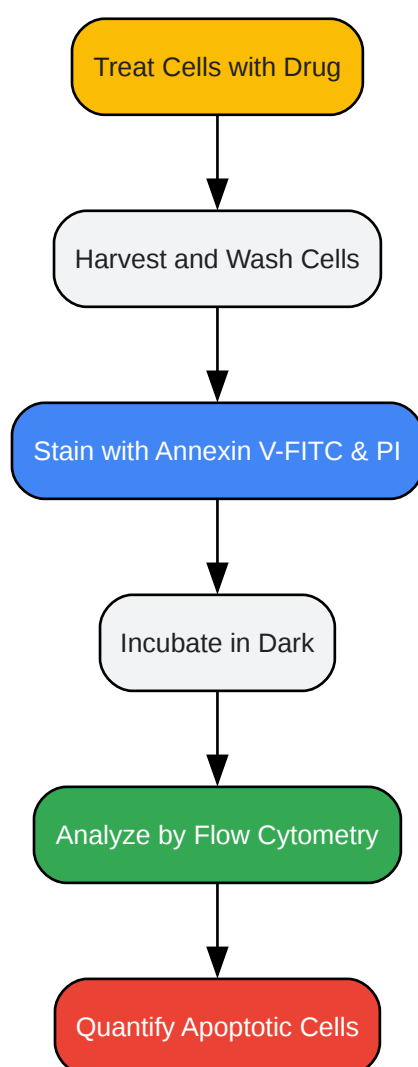 Treat Cells with Drug
Harvest and Wash Cells
Stain with Annexin V-FITC & PI
Incubate in Dark
Analyze by Flow Cytometry
Quantify Apoptotic Cells